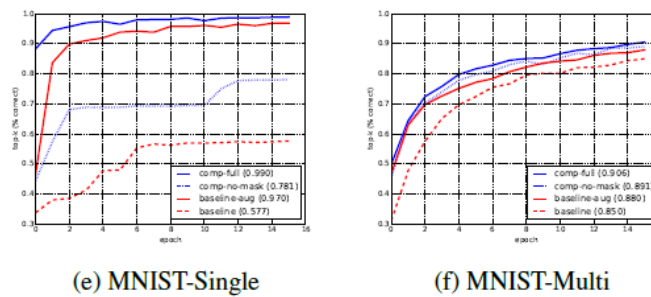 1.0
0.9
0.8
0.7
0.6
0.5
0.4
0.3
top k (% correct)
0 2 4 6 8 10 12 14 16
epoch
comp-full (0.990)
comp-no-mask (0.781)
baseline-aug (0.970)
baseline (0.577)
(e) MNIST-Single
1.0
0.9
0.8
0.7
0.6
0.5
0.4
0.3
top k (% correct)
0 2 4 6 8 10 12 14
epoch
comp-full (0.906)
comp-no-mask (0.891)
baseline-aug (0.880)
baseline (0.850)
(f) MNIST-Multi